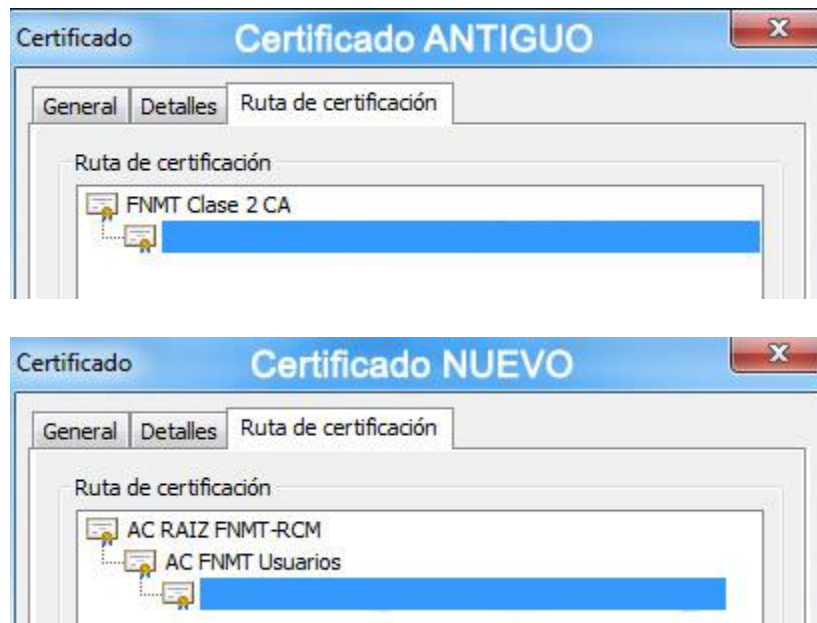 Certificado Certificado ANTIGUO
General Detalles Ruta de certificación
Ruta de certificación
FNMT Clase 2 CA
Certificado Certificado NUEVO
General Detalles Ruta de certificación
Ruta de certificación
AC RAIZ FNMT-RCM
AC FNMT Usuarios